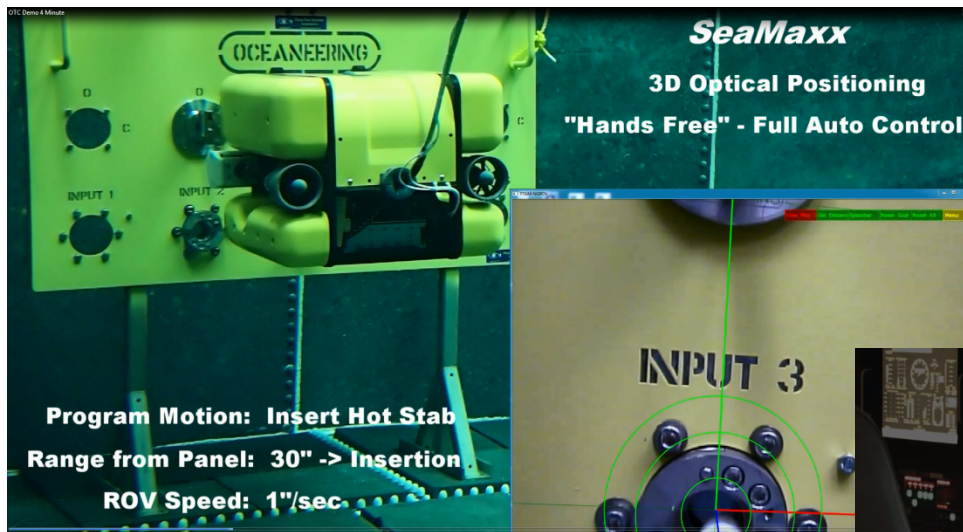 OTC Demo 4 Minute
SeaMaxx
3D Optical Positioning
"Hands Free" - Full Auto Control
OCEANEERING
D
D
C
C
INPUT 1
INPUT 2
INPUT 3
Menu
Program Motion: Insert Hot Stab
Range from Panel: 30" -> Insertion
ROV Speed: 1"/sec